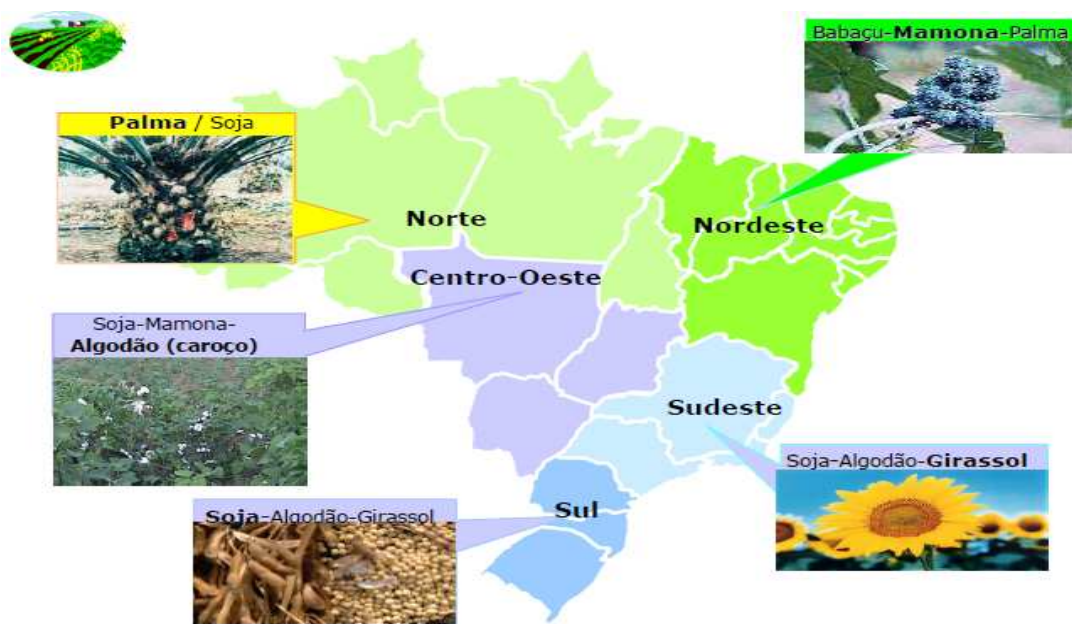 Babaçu-Mamona-Palma
Palma / Soja
Norte
Nordeste
Centro-Oeste
Soja-Mamona-
Algodão (caroço)
Sudeste
Soja-Algodão-Girassol
Soja-Algodão-Girassol
Sul